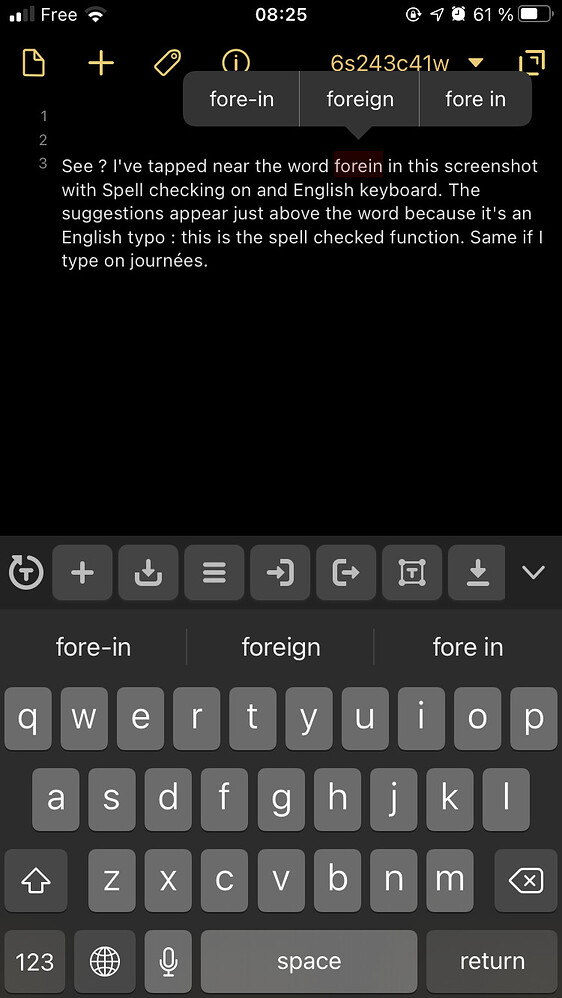 Free 08:25 61 %
6s243c41w
fore-in foreign fore in
1
2
3 See ? I've tapped near the word forein in this screenshot
with Spell checking on and English keyboard. The
suggestions appear just above the word because it's an
English typo : this is the spell checked function. Same if I
type on journées.
fore-in foreign fore in
q w e r t y u i o p
a s d f g h j k l
z x c v b n m
123 space return